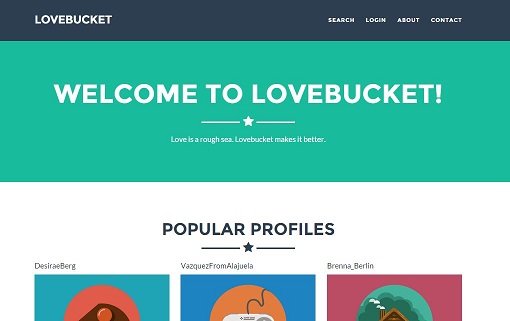 LOVEBUCKET
SEARCH LOGIN ABOUT CONTACT
WELCOME TO LOVEBUCKET!
Love is a rough sea. Lovebucket makes it better.
POPULAR PROFILES
DesiraeBerg VazquezFromAlajuela Brenna_Berlin